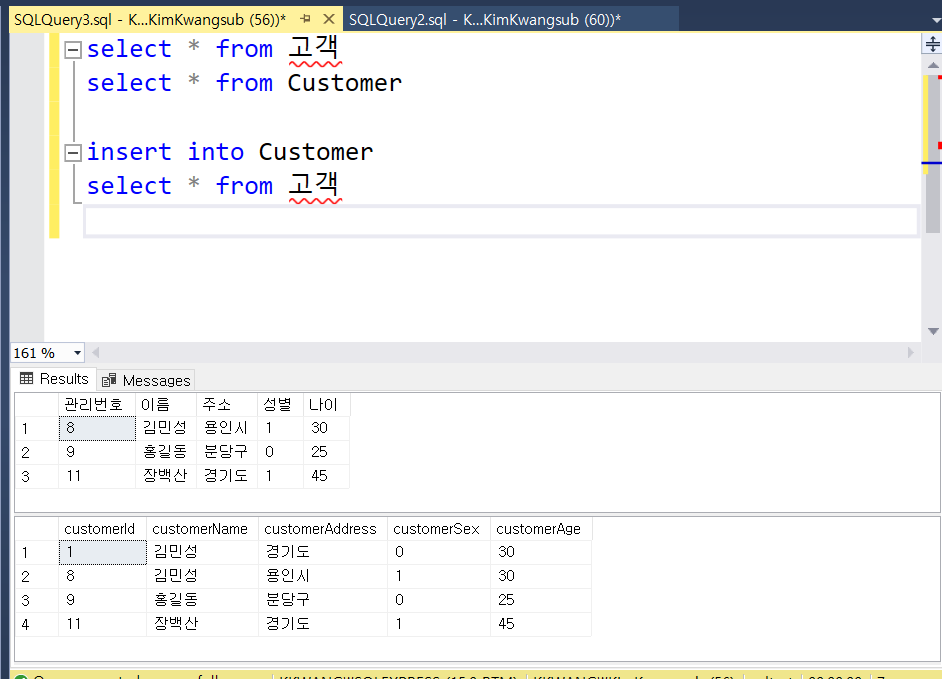 SQLQuery3.sql - K...KimKwangsub (56))* SQLQuery2.sql - K...KimKwangsub (60))*
select * from 고객
select * from Customer
insert into Customer
select * from 고객
161 %
Results Messages
관리번호 이름 주소 성별 나이
1 8 김민성 용인시 1 30
2 9 홍길동 분당구 0 25
3 11 장백산 경기도 1 45
customerId customerName customerAddress customerSex customerAge
1 1 김민성 경기도 0 30
2 8 김민성 용인시 1 30
3 9 홍길동 분당구 0 25
4 11 장백산 경기도 1 45